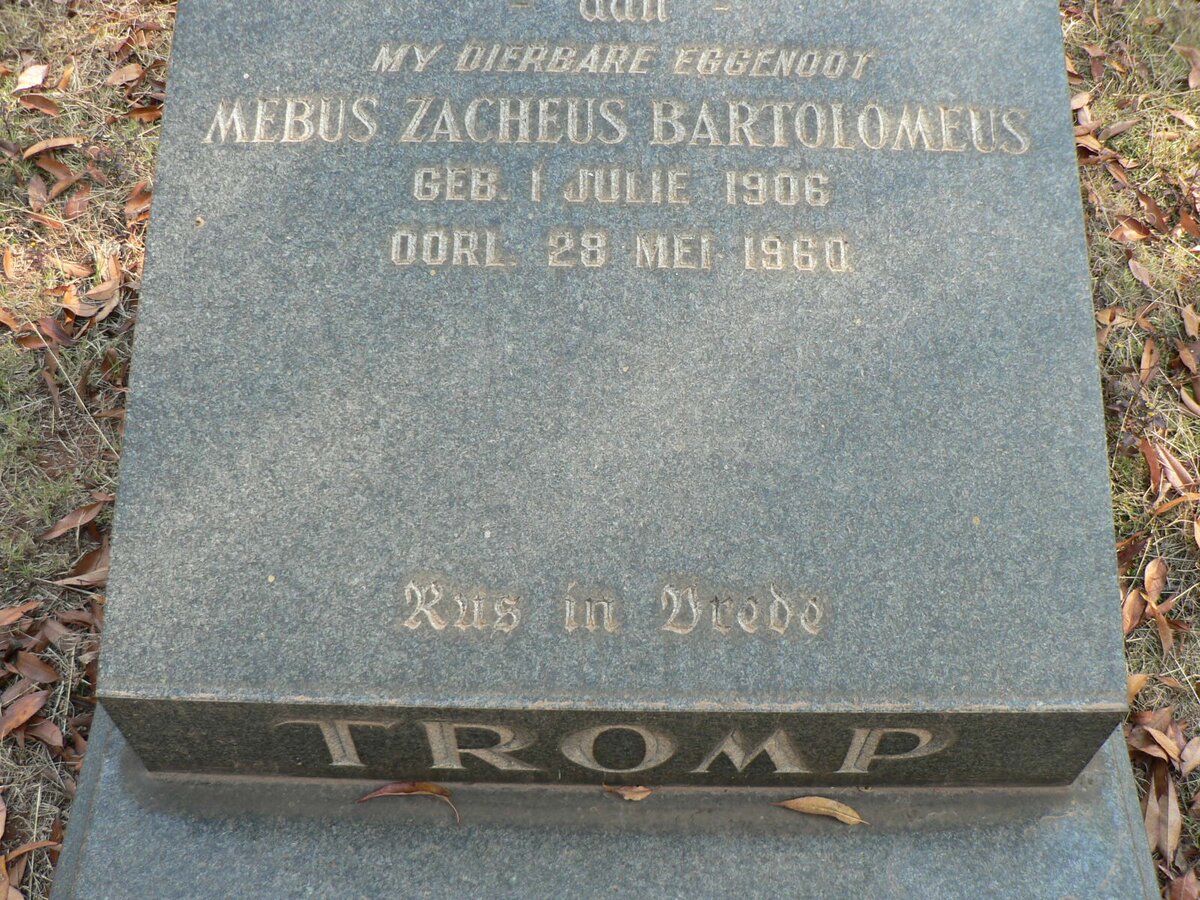 - aan -
MY DIERBARE EGGENOOT
MEBUS ZACHEUS BARTOLOMEUS
GEB. 1 JULIE 1906
OORL. 28 MEI 1960.
Rus in Vrede
TROMP